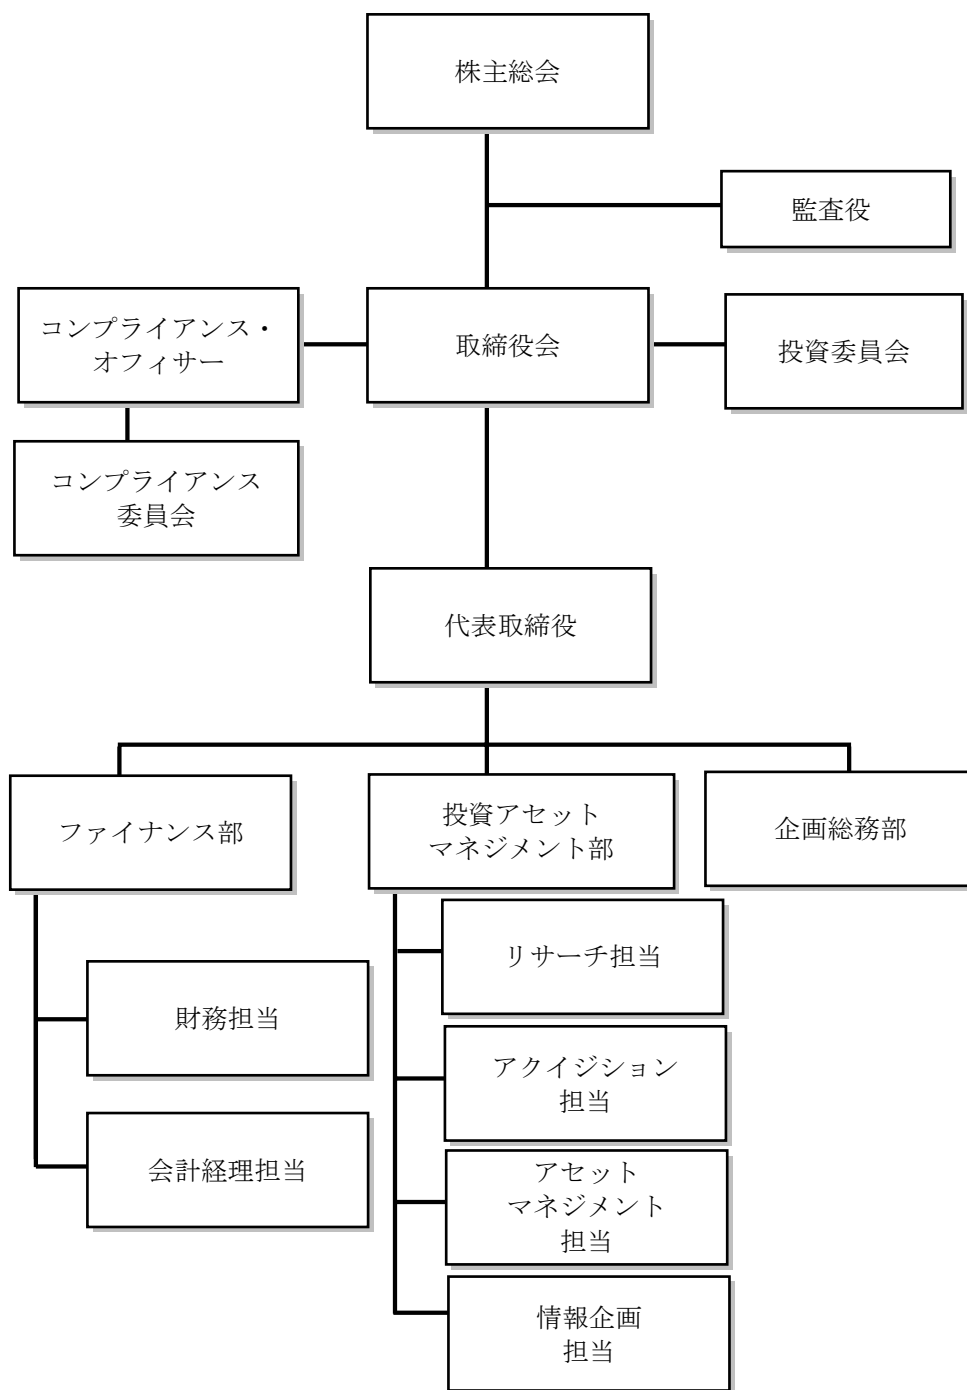 株主総会
監査役
コンプライアンス・
オフィサー
取締役会
投資委員会
コンプライアンス
委員会
代表取締役
ファイナンス部
投資アセット
マネジメント部
企画総務部
リサーチ担当
財務担当
アクイジション
担当
会計経理担当
アセット
マネジメント
担当
情報企画
担当